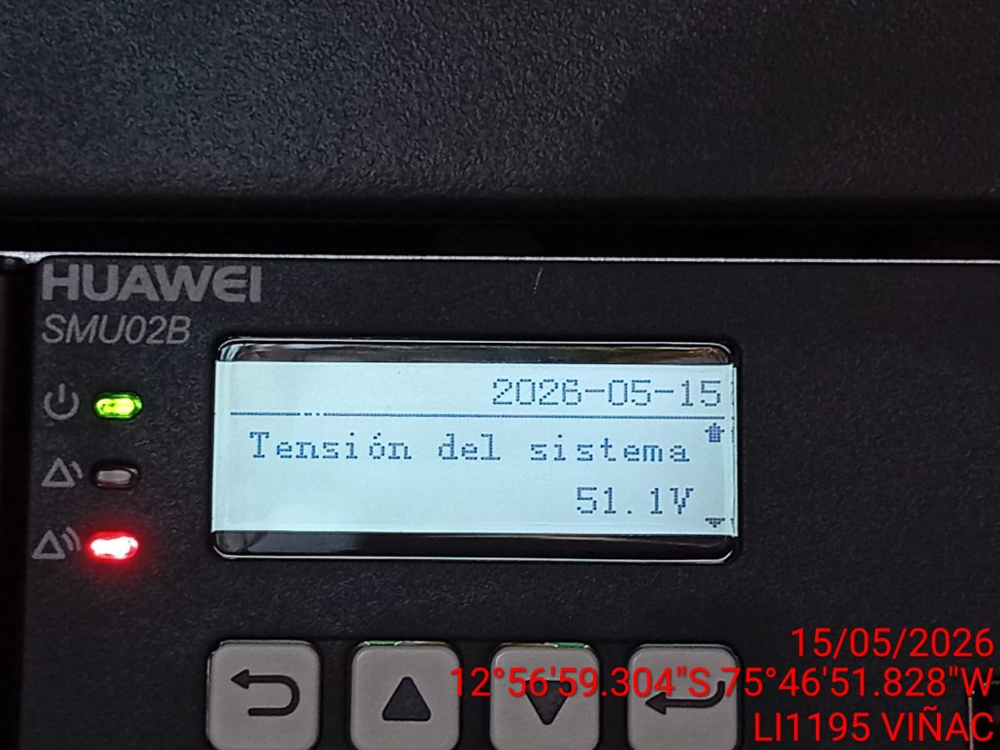 HUAWEI
SMU02B
2026-05-15
Tensión del sistema
51.1V
15/05/2026
12°56'59.304"S 75°46'51.828"W
LI1195 VIÑAC